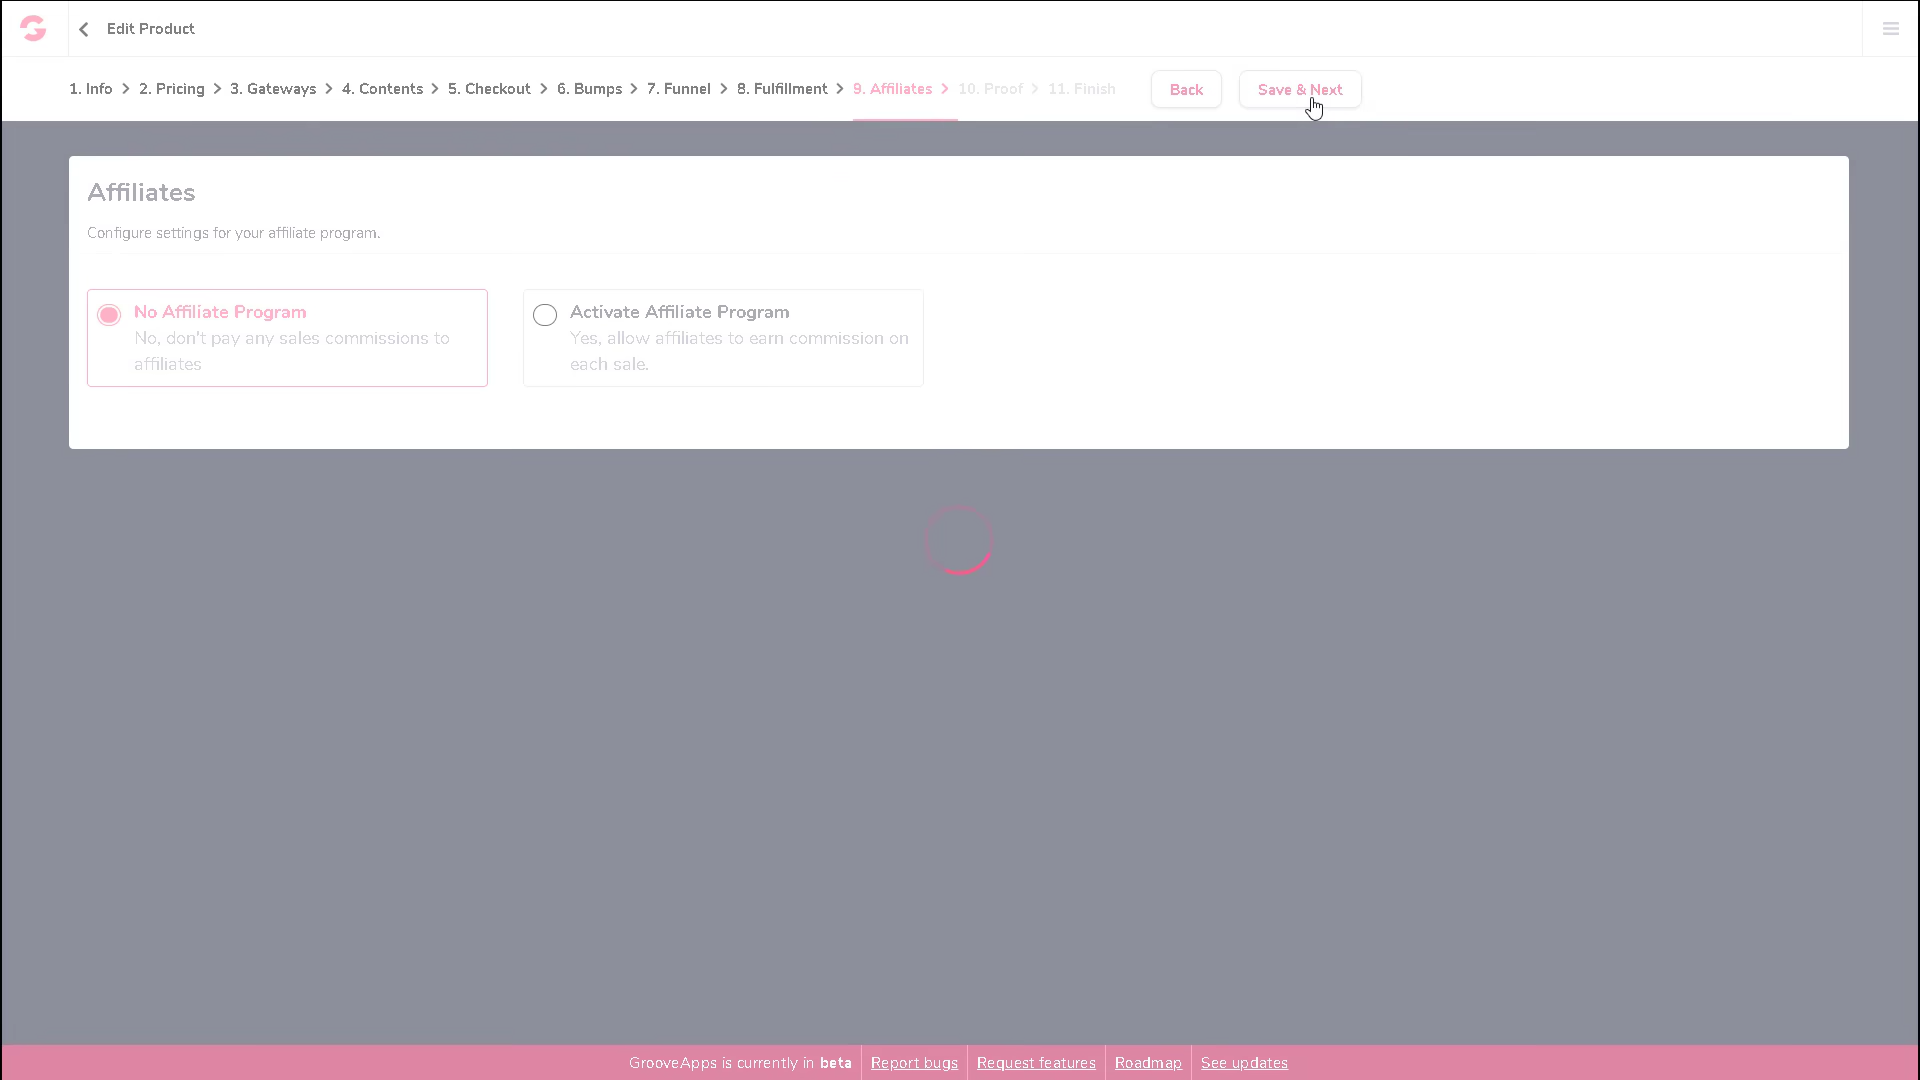 Edit Product
1. Info 2. Pricing 3. Gateways 4. Contents 5. Checkout 6. Bumps 7. Funnel 8. Fulfillment 9. Affiliates 10. Proof 11. Finish Back Save & Next
Affiliates
Configure settings for your affiliate program.
No Affiliate Program
No, don't pay any sales commissions to
affiliates
Activate Affiliate Program
Yes, allow affiliates to earn commission on
each sale.
GrooveApps is currently in beta Report bugs Request features Roadmap See updates